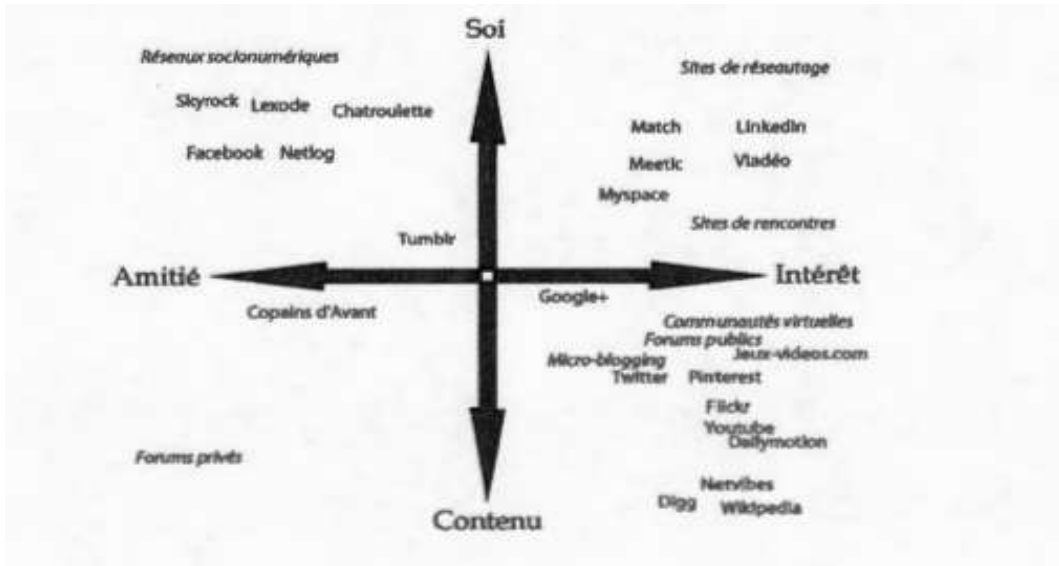 Soi
Réseaux socionumériques
Sites de réseautage
Skyrock Lexode Chatroulette
Match LinkedIn
Facebook Netlog
Meetic Viadéo
Myspace
Sites de rencontres
Tumblr
Amitié Intérêt
Google+
Copains d'Avant
Communautés virtuelles
Forums publics
Jeux-videos.com
Micro-blogging
Twitter Pinterest
Flickr
Youtube
Dailymotion
Forums privés
Netvibes
Digg Wikipedia
Contenu